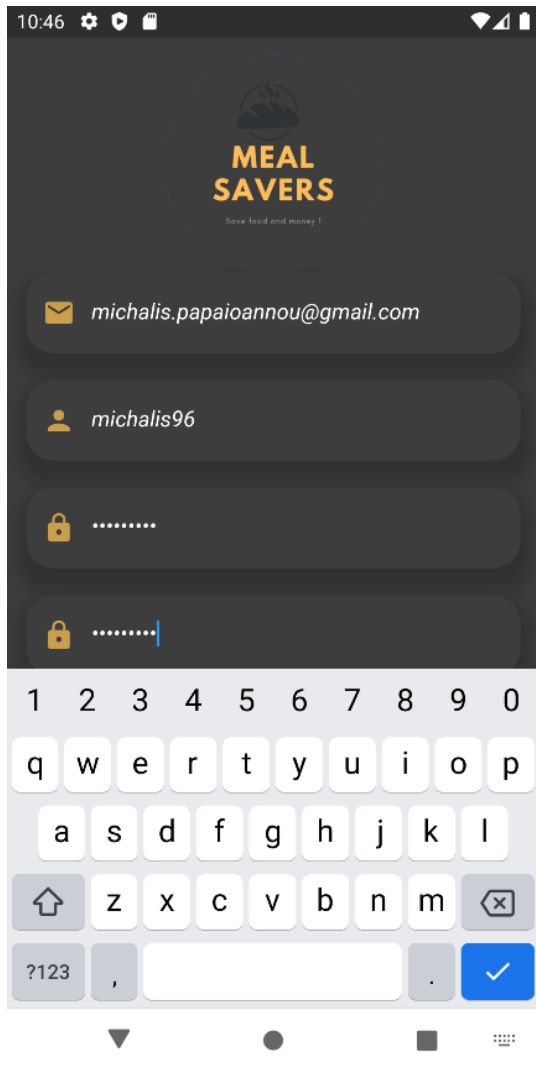 10:46
MEAL
SAVERS
Save food and money !
michalis.papaioannou@gmail.com
michalis96
•••••••••
•••••••••
1 2 3 4 5 6 7 8 9 0
q w e r t y u i o p
a s d f g h j k l
z x c v b n m
?123 , .